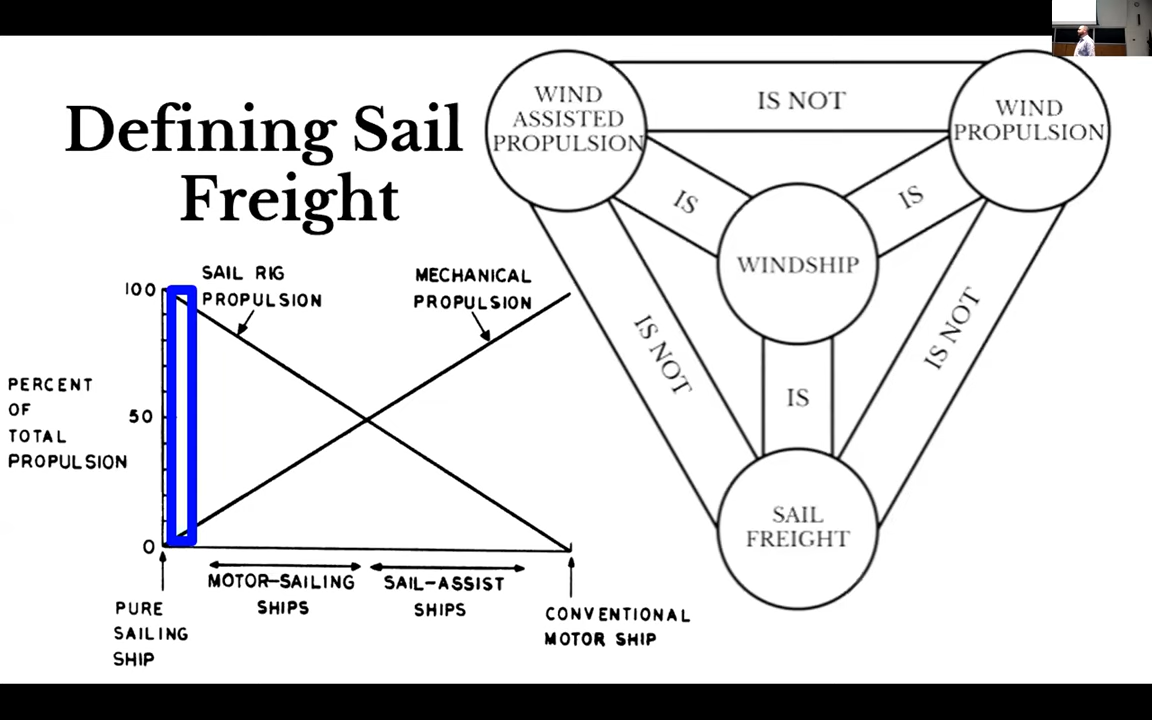 Defining Sail
Freight
SAIL RIG
PROPULSION
MECHANICAL
PROPULSION
100
50
0
PERCENT
OF
TOTAL
PROPULSION
MOTOR-SAILING
SHIPS
SAIL-ASSIST
SHIPS
PURE
SAILING
SHIP
CONVENTIONAL
MOTOR SHIP
WIND
ASSISTED
PROPULSION
IS NOT
WIND
PROPULSION
IS
IS
WINDSHIP
IS NOT
IS NOT
IS
SAIL
FREIGHT